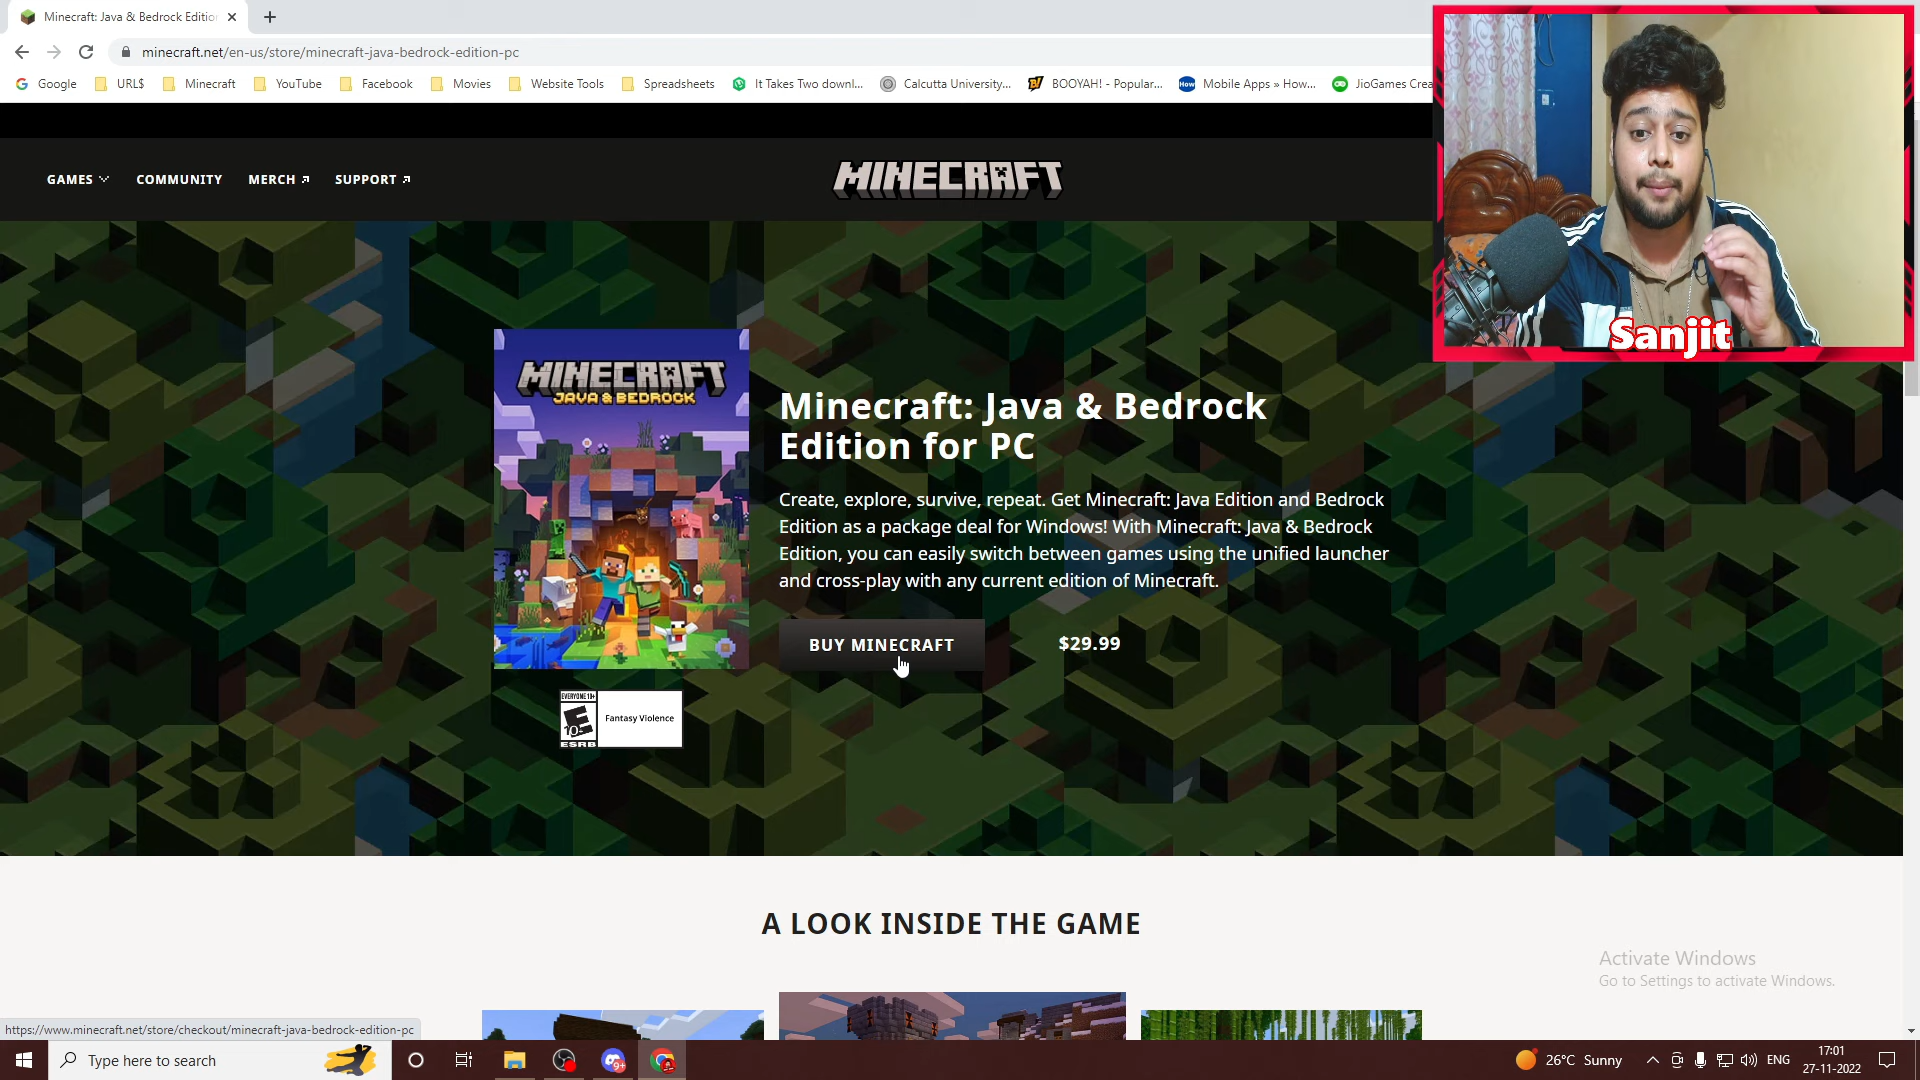 Minecraft: Java & Bedrock Editio
minecraft.net/en-us/store/minecraft-java-bedrock-edition-pc
Google URL$ Minecraft YouTube Facebook Movies Website Tools Spreadsheets It Takes Two downl... Calcutta University... BOOYAH! - Popular... How Mobile Apps » How... JioGames Crea
GAMES COMMUNITY MERCH SUPPORT
MINECRAFT
Sanjit
MINECRAFT
JAVA & BEDROCK
Minecraft: Java & Bedrock
Edition for PC
Create, explore, survive, repeat. Get Minecraft: Java Edition and Bedrock
Edition as a package deal for Windows! With Minecraft: Java & Bedrock
Edition, you can easily switch between games using the unified launcher
and cross-play with any current edition of Minecraft.
BUY MINECRAFT $29.99
EVERYONE 10+
E
10+
ESRB
Fantasy Violence
A LOOK INSIDE THE GAME
Activate Windows
Go to Settings to activate Windows.
https://www.minecraft.net/store/checkout/minecraft-java-bedrock-edition-pc
Type here to search
9+
26°C Sunny
ENG
17:01
27-11-2022